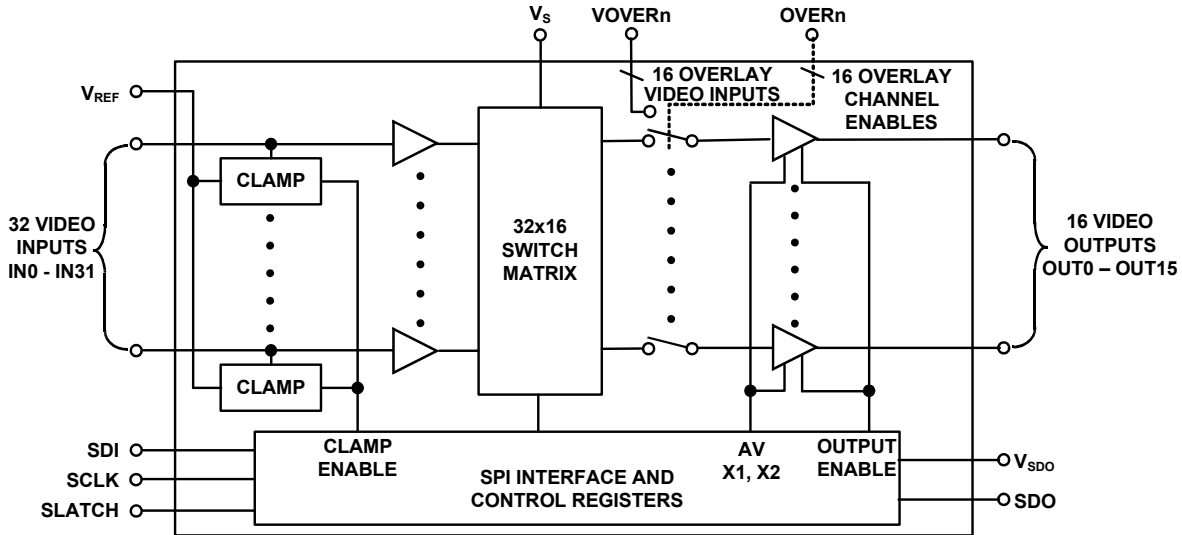 VS
VOVERn
OVERn
16 OVERLAY
VIDEO INPUTS
16 OVERLAY
CHANNEL
ENABLES
VREF
CLAMP
32 VIDEO
INPUTS
IN0 - IN31
32x16
SWITCH
MATRIX
16 VIDEO
OUTPUTS
OUT0 – OUT15
CLAMP
SDI
SCLK
SLATCH
CLAMP
ENABLE
SPI INTERFACE AND
CONTROL REGISTERS
AV
X1, X2
OUTPUT
ENABLE
VSDO
SDO